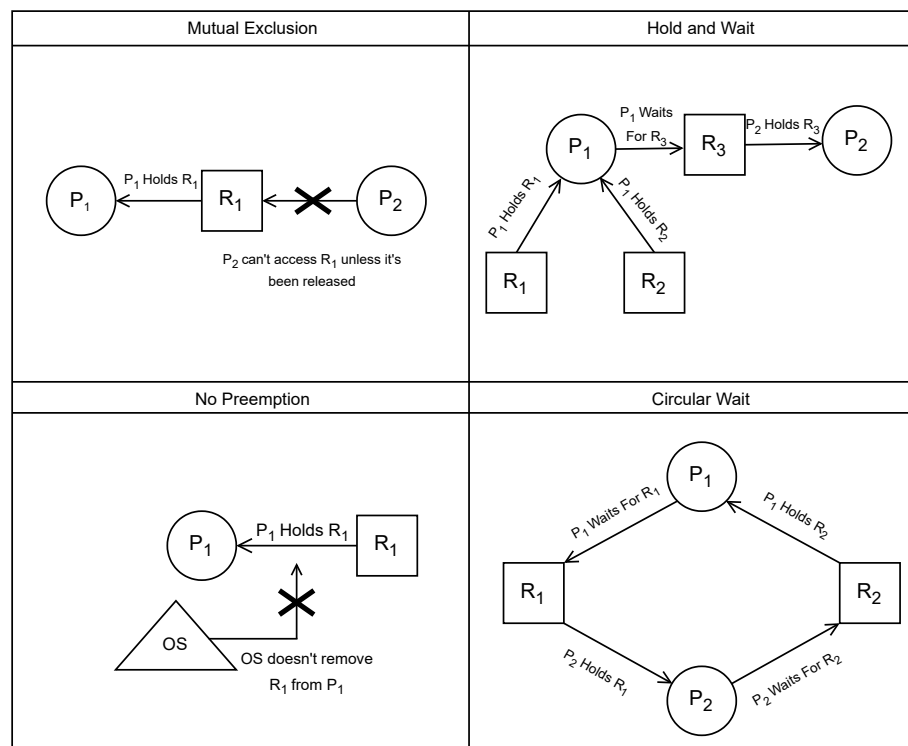 Mutual Exclusion
P₁
P₁ Holds R₁
R₁
P₂
P₂ can't access R₁ unless it's
been released
Hold and Wait
P₁
P₁ Waits
For R₃
R₃
P₂ Holds R₃
P₂
P₁ Holds R₁
P₁ Holds R₂
R₁
R₂
No Preemption
P₁
P₁ Holds R₁
R₁
OS
OS doesn't remove
R₁ from P₁
Circular Wait
P₁
P₁ Waits For R₁
P₁ Holds R₂
R₁
R₂
P₂ Holds R₁
P₂
P₂ Waits For R₂